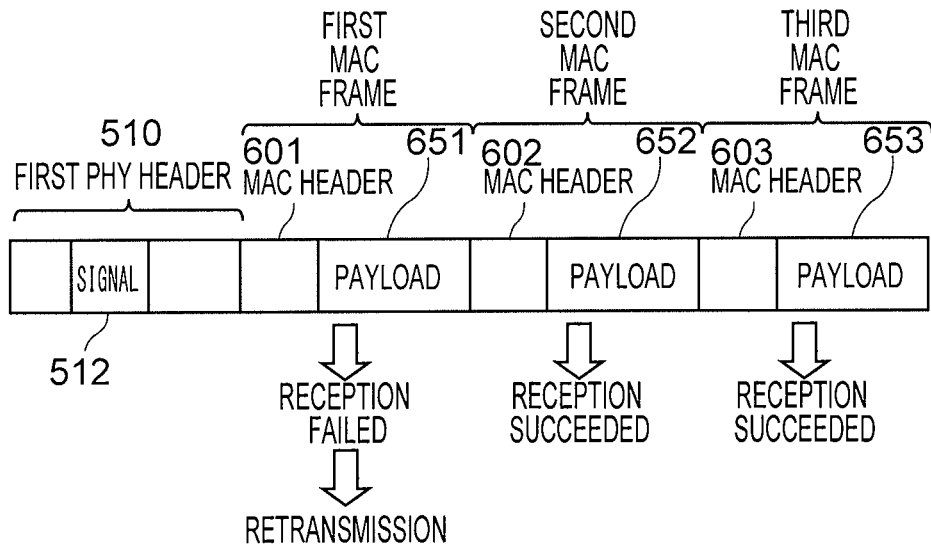 FIRST
MAC
FRAME
SECOND
MAC
FRAME
THIRD
MAC
FRAME
510
FIRST PHY HEADER
601
MAC HEADER
651
602
MAC HEADER
652
603
MAC HEADER
653
SIGNAL
PAYLOAD
PAYLOAD
PAYLOAD
512
RECEPTION
FAILED
RECEPTION
SUCCEEDED
RECEPTION
SUCCEEDED
RETRANSMISSION